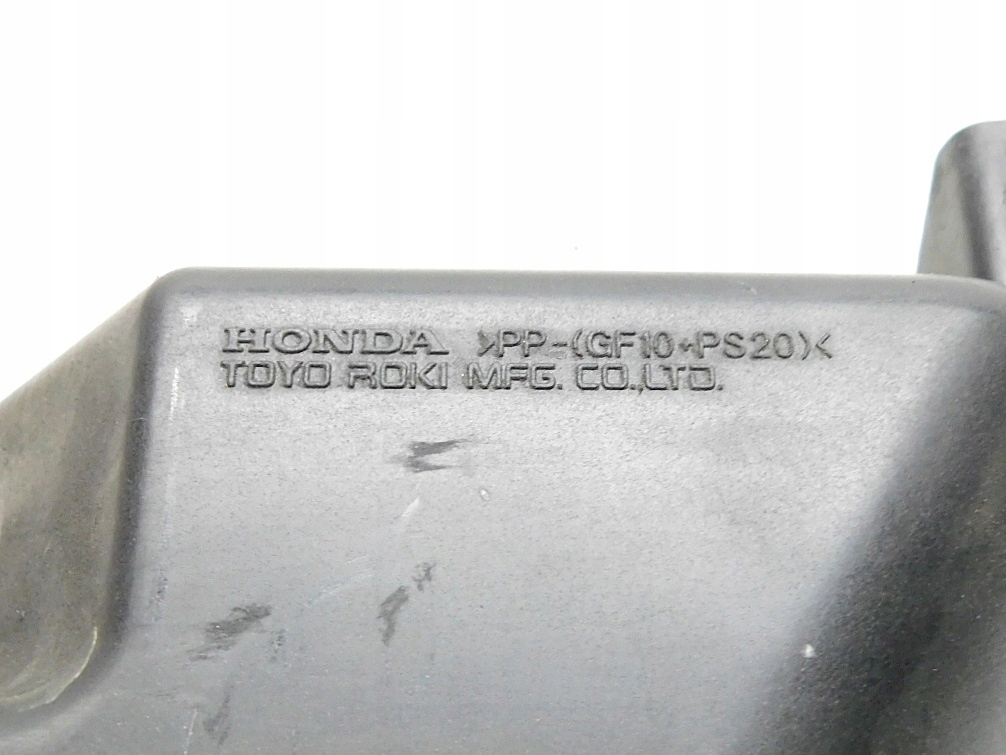 HONDA >PP-(GF10+PS20)<
TOYO ROKI MFG. CO.,LTD.